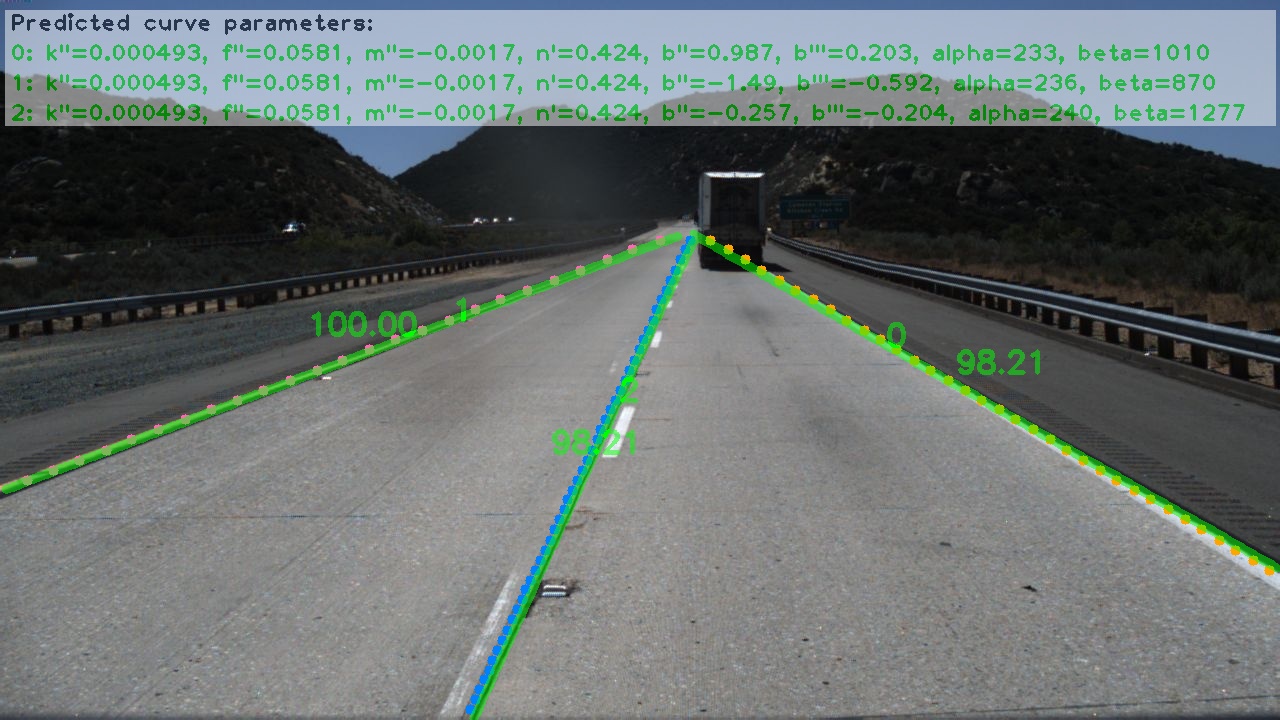 Predicted curve parameters:
0: k''=0.000493, f''=0.0581, m''=-0.0017, n'=0.424, b''=0.987, b'''=0.203, alpha=233, beta=1010
1: k''=0.000493, f''=0.0581, m''=-0.0017, n'=0.424, b''=-1.49, b'''=-0.592, alpha=236, beta=870
2: k''=0.000493, f''=0.0581, m''=-0.0017, n'=0.424, b''=-0.257, b'''=-0.204, alpha=240, beta=1277
1
100.00
0
98.21
2
98.21